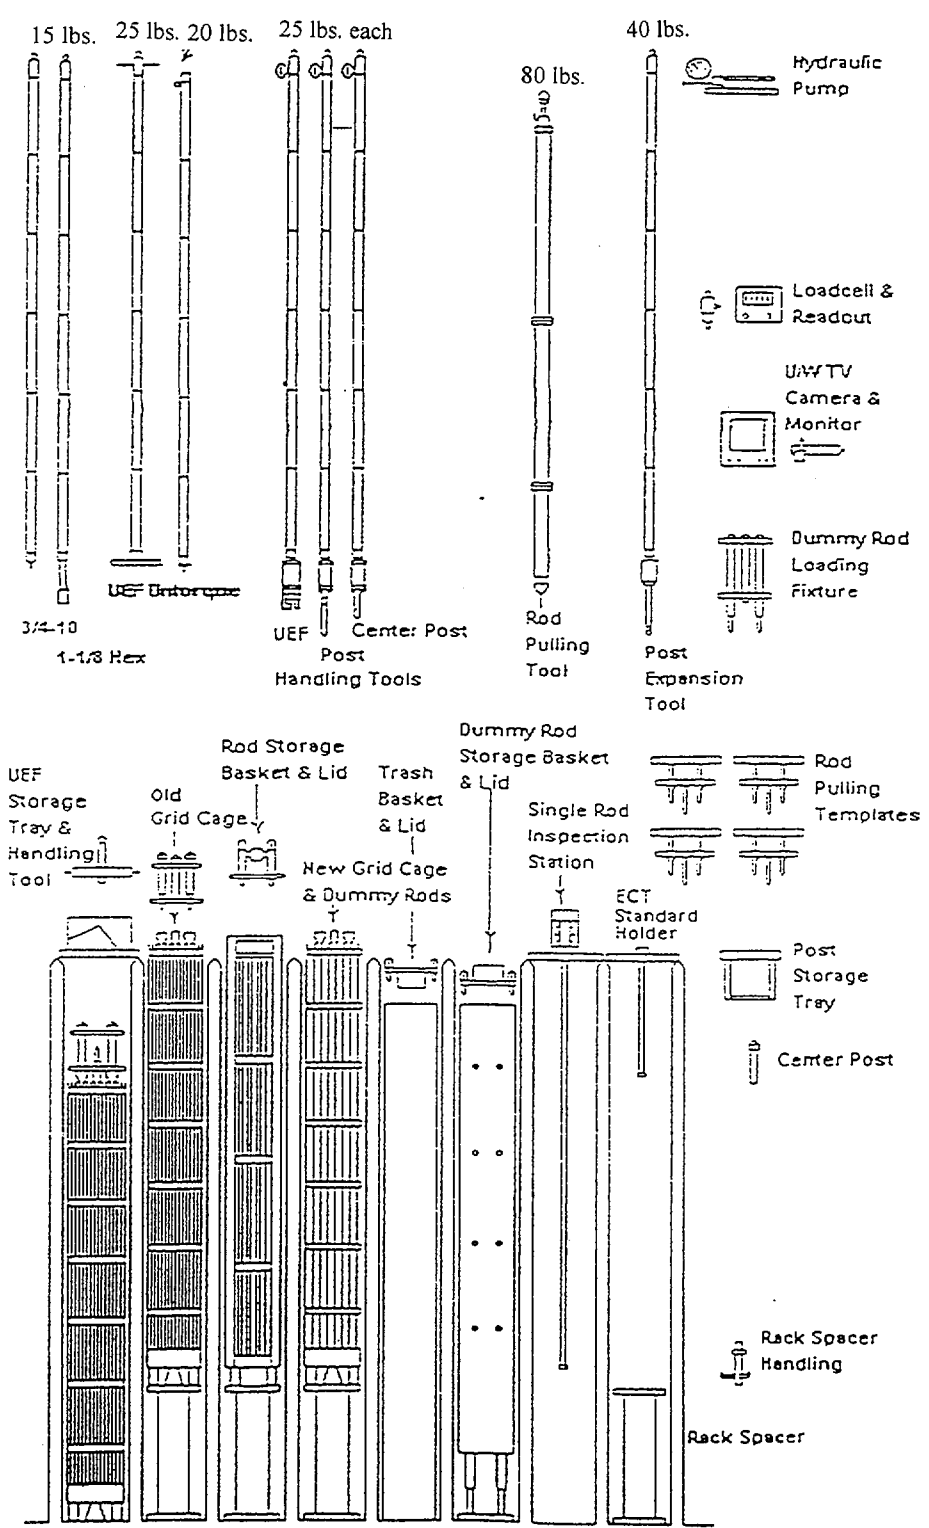 15 lbs.
25 lbs.
20 lbs.
25 lbs. each
80 lbs.
40 lbs.
Hydraulic
Pump
Loadcell &
Readout
U/W TV
Camera &
Monitor
Dummy Rod
Loading
Fixture
3/4-10
1-1/8 Hex
UEF Untorque
UEF
Center Post
Post
Handling Tools
Rod
Pulling
Tool
Post
Expansion
Tool
UEF
Storage
Tray &
Handling
Tool
Old
Grid Cage
Rod Storage
Basket & Lid
New Grid Cage
& Dummy Rods
Trash
Basket
& Lid
Dummy Rod
Storage Basket
& Lid
Single Rod
Inspection
Station
ECT
Standard
Holder
Rod
Pulling
Templates
Post
Storage
Tray
Center Post
Rack Spacer
Handling
Rack Spacer